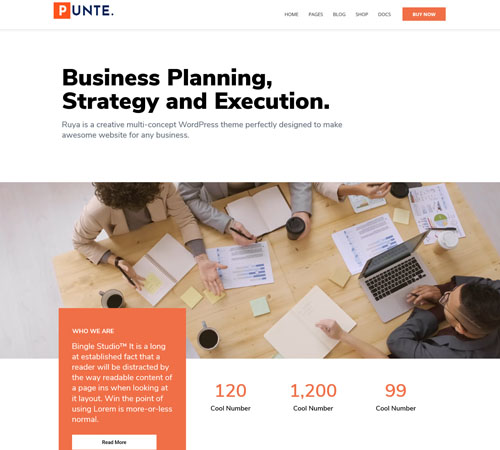 PUNTE.
HOME PAGES BLOG SHOP DOCS BUY NOW
Business Planning,
Strategy and Execution.
Ruya is a creative multi-concept WordPress theme perfectly designed to make
awesome website for any business.
WHO WE ARE
Bingle Studio™ It is a long
at established fact that a
reader will be distracted by
the way readable content of
a page ins when looking at
it layout. Win the point of
using Lorem is more-or-less
normal.
Read More
120 1,200 99
Cool Number Cool Number Cool Number